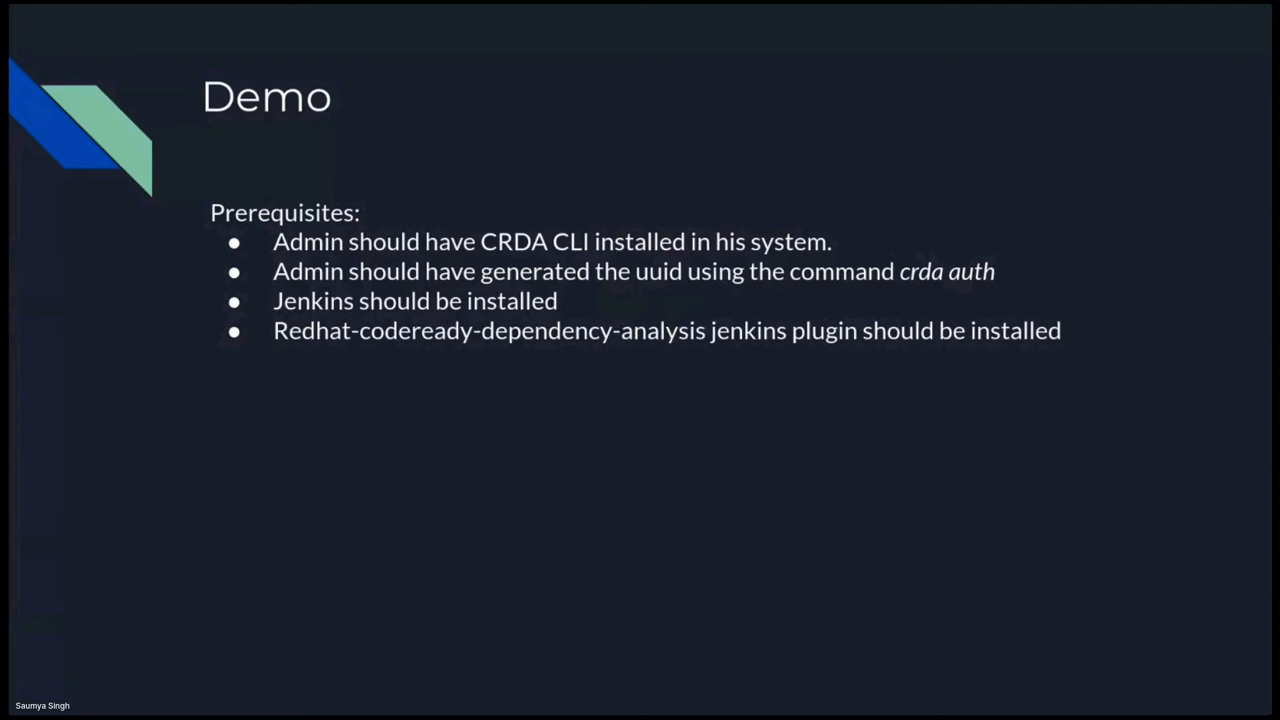 Demo
Prerequisites:
● Admin should have CRDA CLI installed in his system.
● Admin should have generated the uuid using the command crda auth
● Jenkins should be installed
● Redhat-codeready-dependency-analysis jenkins plugin should be installed
Saumya Singh